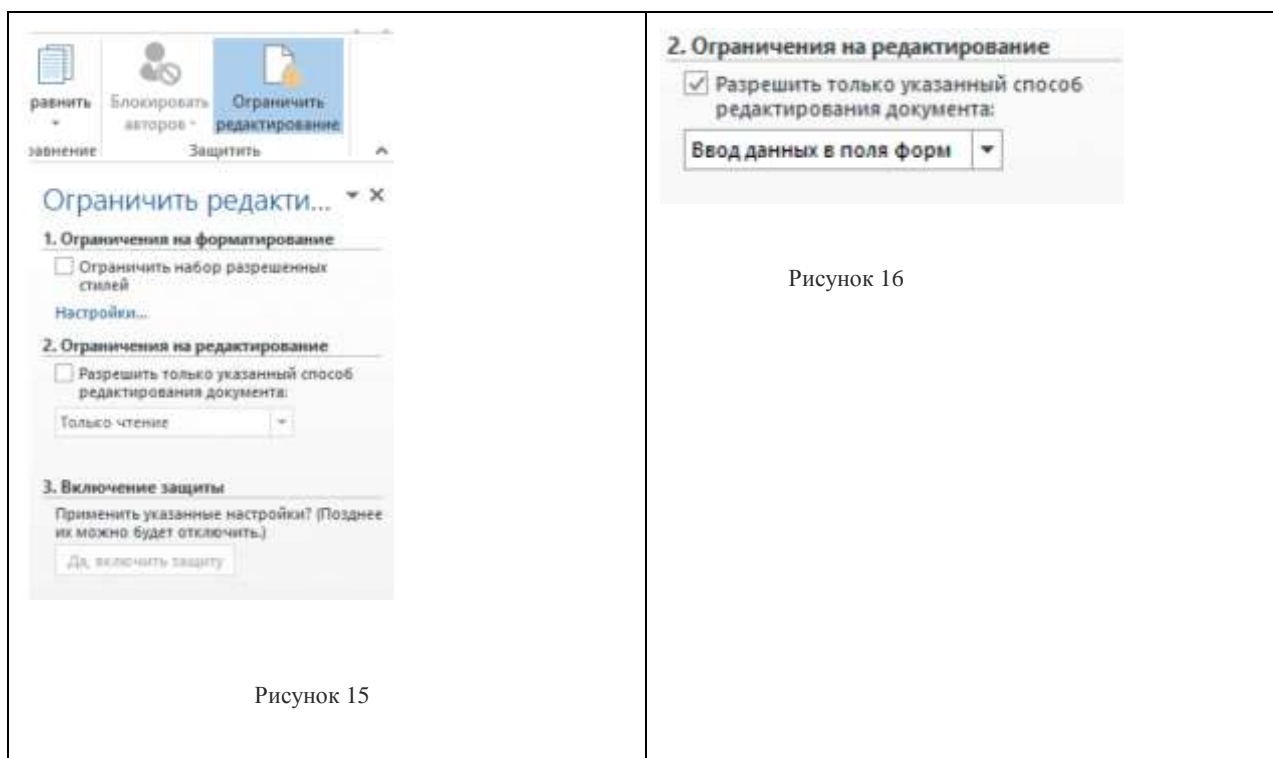 равнить
Блокировать
авторов
Ограничить
редактирование
равнение
Защитить
Ограничить редакти...
1. Ограничения на форматирование
Ограничить набор разрешенных
стилей
Настройки...
2. Ограничения на редактирование
Разрешить только указанный способ
редактирования документа:
Только чтение
3. Включение защиты
Применить указанные настройки? (Позднее
их можно будет отключить.)
Да, включить защиту
Рисунок 15
2. Ограничения на редактирование
Разрешить только указанный способ
редактирования документа:
Ввод данных в поля форм
Рисунок 16